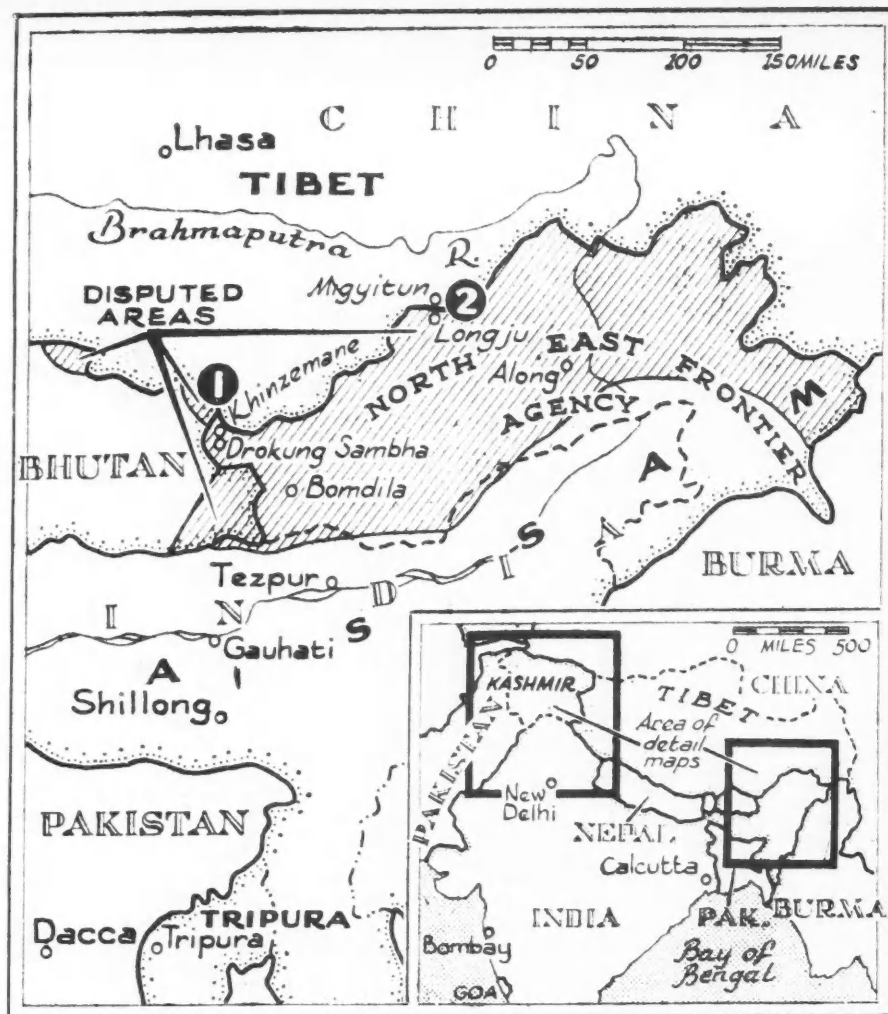 0 50 100 150 MILES
C H I N A
Lhasa
TIBET
Brahmaputra R.
Migyitun
2
DISPUTED
AREAS
Longju
1
Khinzemane
NORTH EAST FRONTIER
AGENCY
Along
BHUTAN
Drokung Sambha
Bomdila
ASSAM
BURMA
Tezpur
INDIA
Gauhati
Shillong
PAKISTAN
TRIPURA
Dacca
Tripura
0 MILES 500
KASHMIR
CHINA
TIBET
PAKISTAN
Area of
detail
maps
New
Delhi
NEPAL
Calcutta
INDIA
PAK.
BURMA
Bombay
Bay of
Bengal
GOA